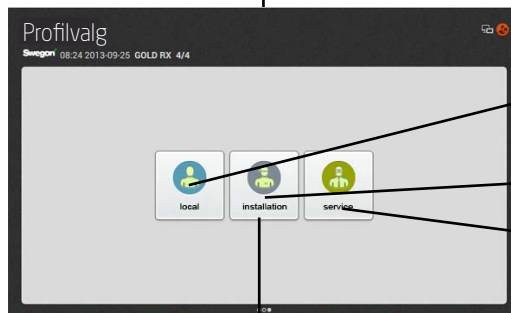 Profilvalg
Swegon 08:24 2013-09-25 GOLD RX 4/4
local installation service